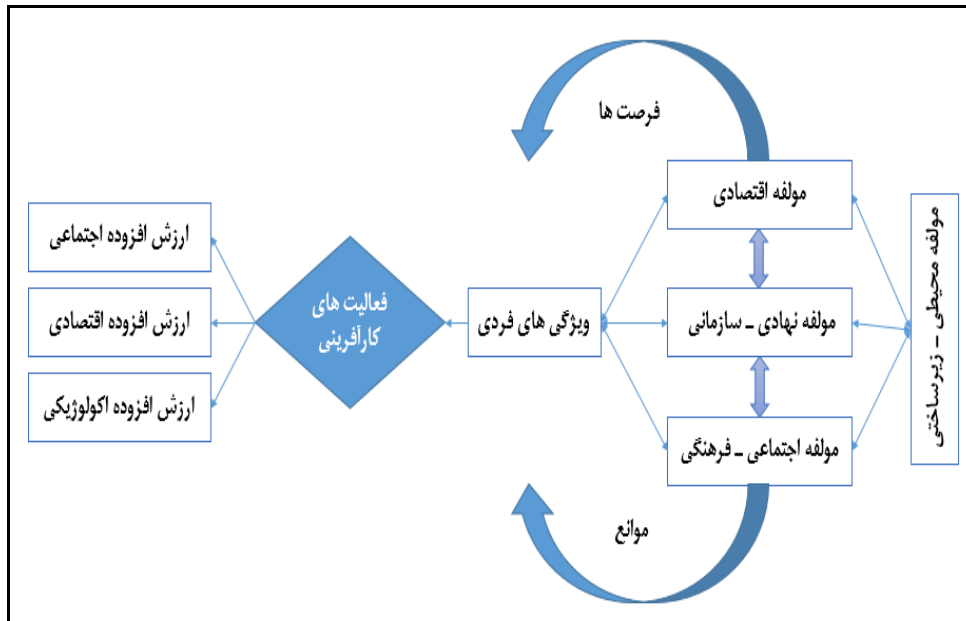 فرصت ها
مولفه اقتصادی
مولفه محیطی – زیرساختی
ارزش افزوده اجتماعی
فعالیت های
کارآفرینی
ویژگی های فردی
مولفه نهادی – سازمانی
ارزش افزوده اقتصادی
ارزش افزوده اکولوژیکی
مولفه اجتماعی – فرهنگی
موانع